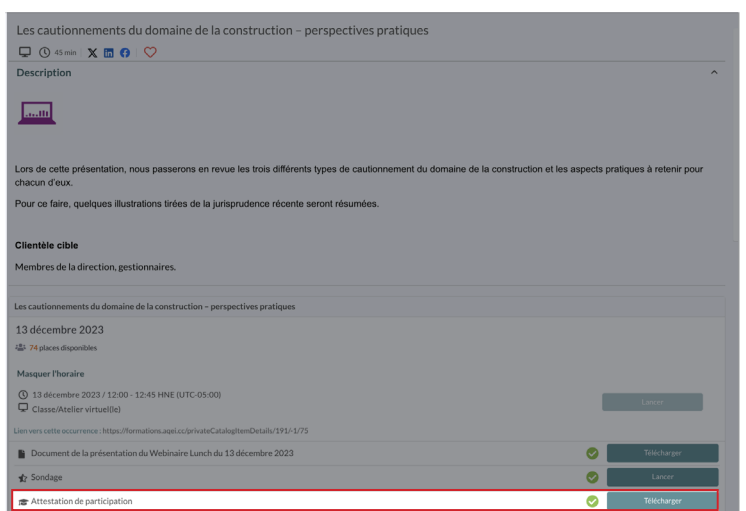 Les cautionnements du domaine de la construction – perspectives pratiques
45 min
Description
Lors de cette présentation, nous passerons en revue les trois différents types de cautionnement du domaine de la construction et les aspects pratiques à retenir pour
chacun d'eux.
Pour ce faire, quelques illustrations tirées de la jurisprudence récente seront résumées.
Clientèle cible
Membres de la direction, gestionnaires.
Les cautionnements du domaine de la construction – perspectives pratiques
13 décembre 2023
74 places disponibles
Masquer l'horaire
13 décembre 2023 / 12:00 - 12:45 HNE (UTC-05:00)
Lancer
Classe/Atelier virtuel(le)
Lien vers cette occurrence : https://formations.aqei.cc/privateCatalogItemDetails/191/-1/75
Document de la présentation du Webinaire Lunch du 13 décembre 2023 Télécharger
Sondage Lancer
Attestation de participation Télécharger